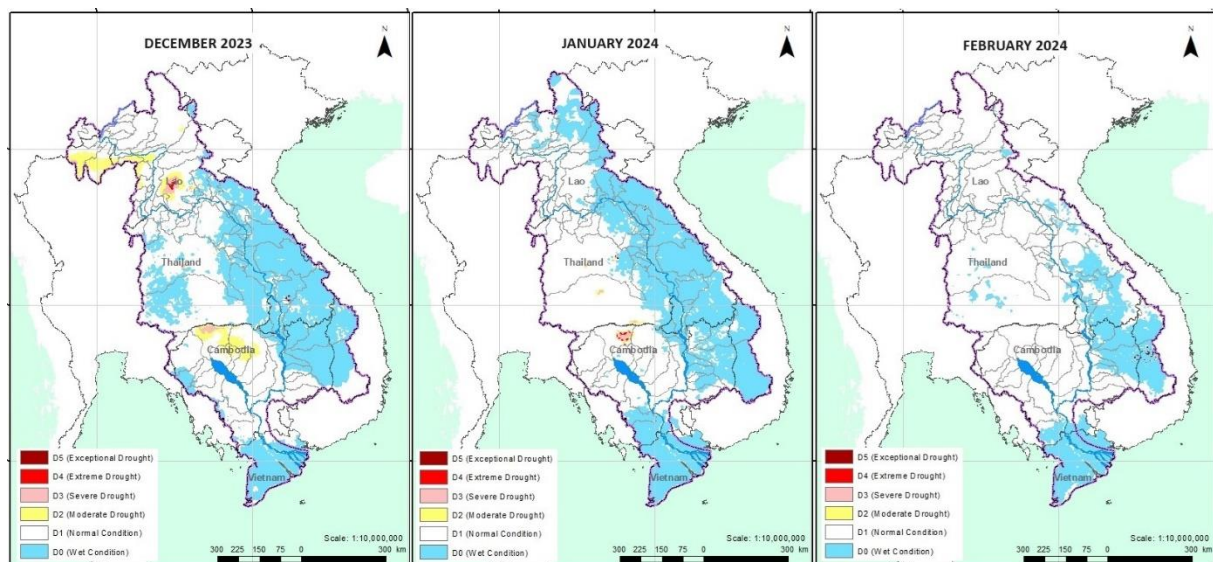 DECEMBER 2023
N
Lao
Thailand
Cambodia
Vietnam
D5 (Exceptional Drought)
D4 (Extreme Drought)
D3 (Severe Drought)
D2 (Moderate Drought)
D1 (Normal Condition)
D0 (Wet Condition)
Scale: 1:10,000,000
300 225 150 75 0 300 km
JANUARY 2024
N
Lao
Thailand
Cambodia
Vietnam
D5 (Exceptional Drought)
D4 (Extreme Drought)
D3 (Severe Drought)
D2 (Moderate Drought)
D1 (Normal Condition)
D0 (Wet Condition)
Scale: 1:10,000,000
300 225 150 75 0 300 km
FEBRUARY 2024
N
Lao
Thailand
Cambodia
Vietnam
D5 (Exceptional Drought)
D4 (Extreme Drought)
D3 (Severe Drought)
D2 (Moderate Drought)
D1 (Normal Condition)
D0 (Wet Condition)
Scale: 1:10,000,000
300 225 150 75 0 300 km